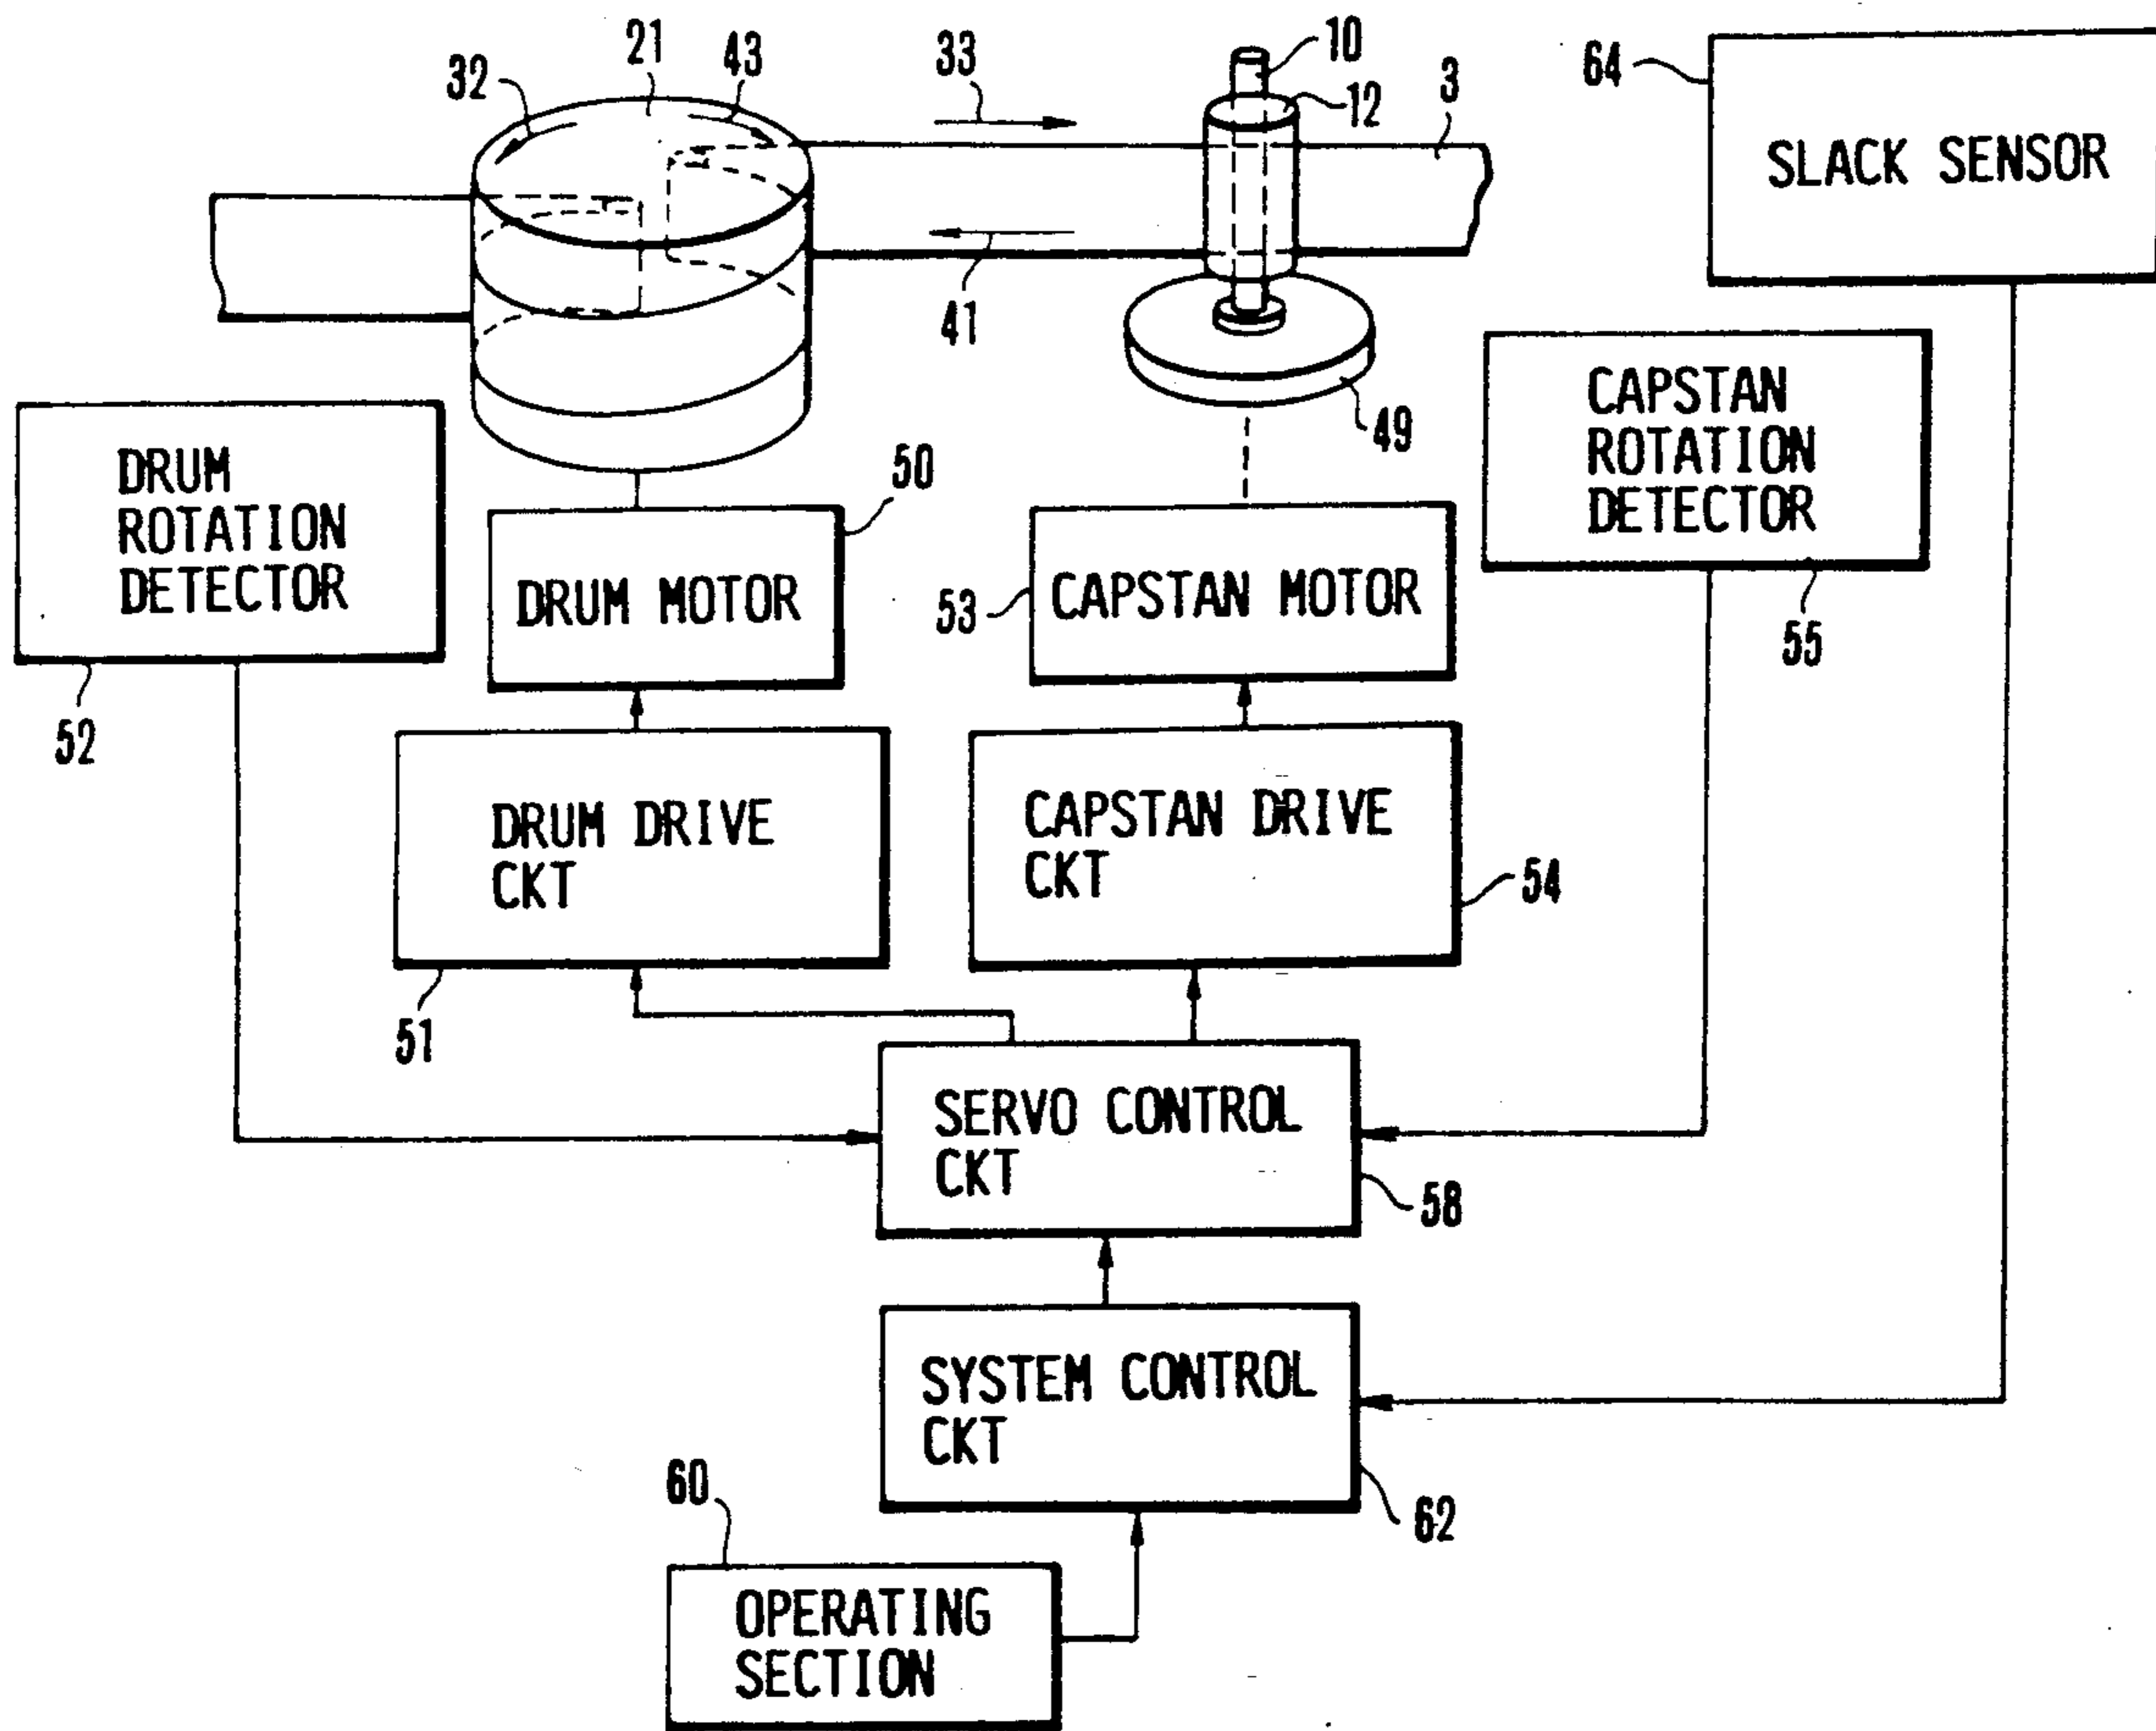 21
43
32
33
10
12
3
64
SLACK SENSOR
41
49
DRUM
ROTATION
DETECTOR
52
50
DRUM MOTOR
53
CAPSTAN MOTOR
CAPSTAN
ROTATION
DETECTOR
55
DRUM DRIVE
CKT
51
CAPSTAN DRIVE
CKT
54
SERVO CONTROL
CKT
58
SYSTEM CONTROL
CKT
62
60
OPERATING
SECTION